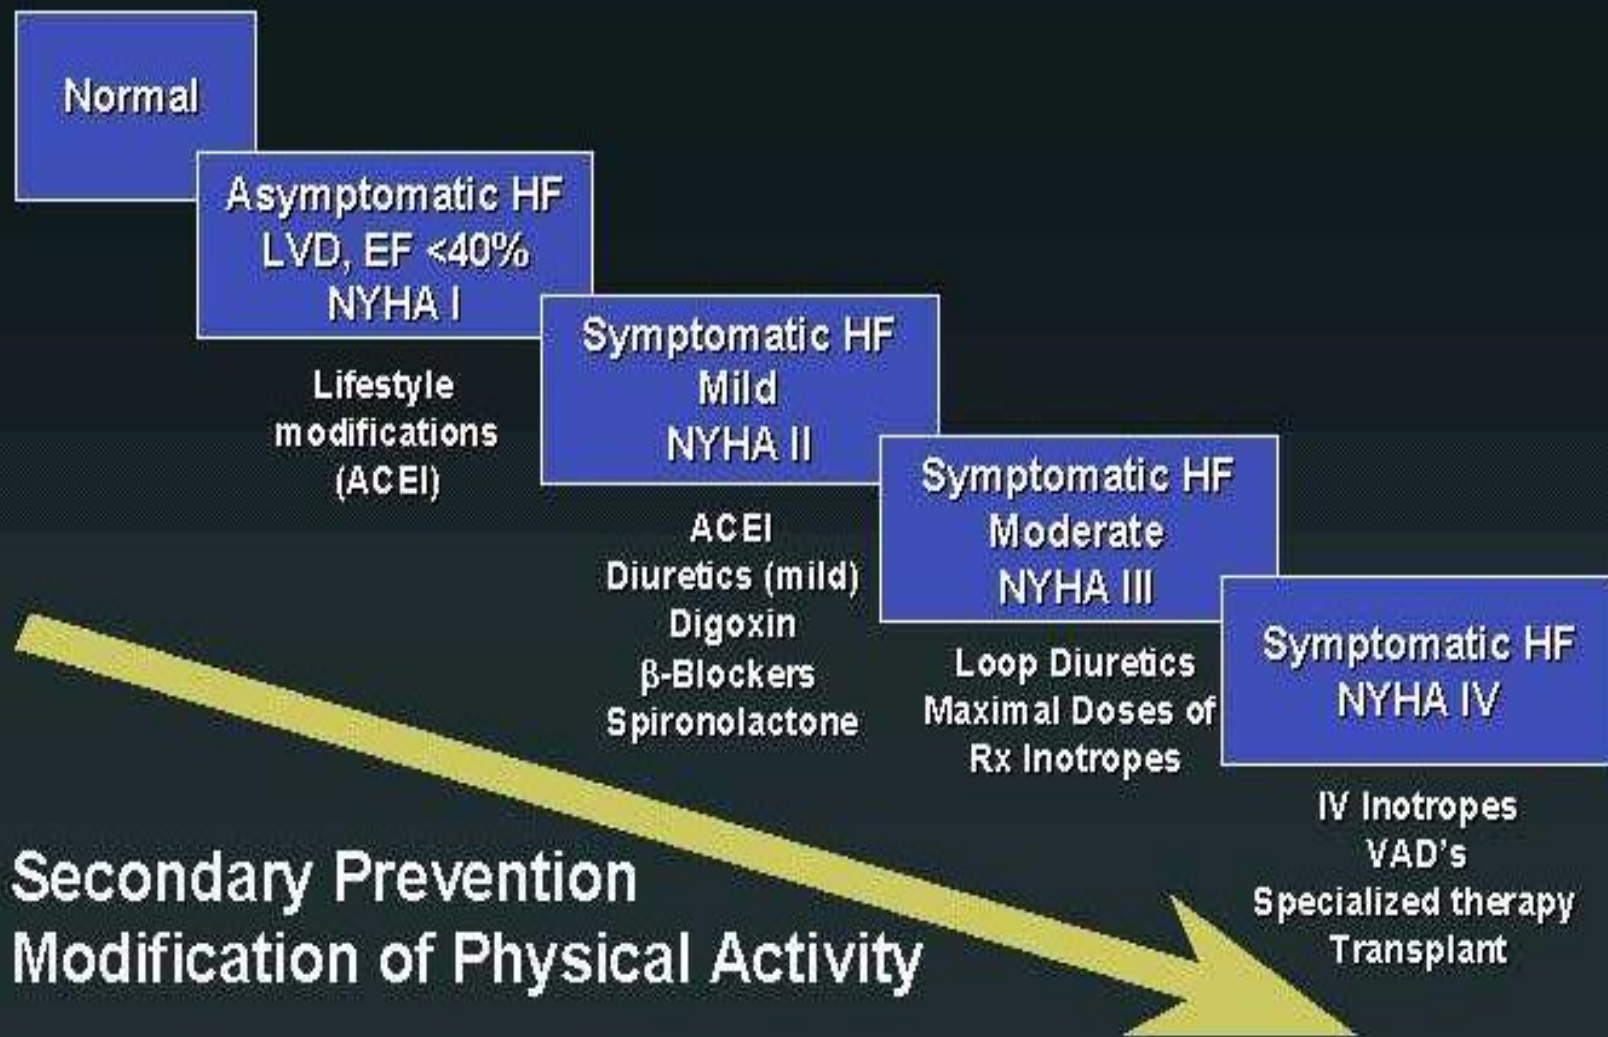 Normal
Asymptomatic HF
LVD, EF <40%
NYHA I
Lifestyle
modifications
(ACEI)
Symptomatic HF
Mild
NYHA II
ACEI
Diuretics (mild)
Digoxin
β-Blockers
Spironolactone
Symptomatic HF
Moderate
NYHA III
Loop Diuretics
Maximal Doses of
Rx Inotropes
Symptomatic HF
NYHA IV
IV Inotropes
VAD's
Specialized therapy
Transplant
Secondary Prevention
Modification of Physical Activity